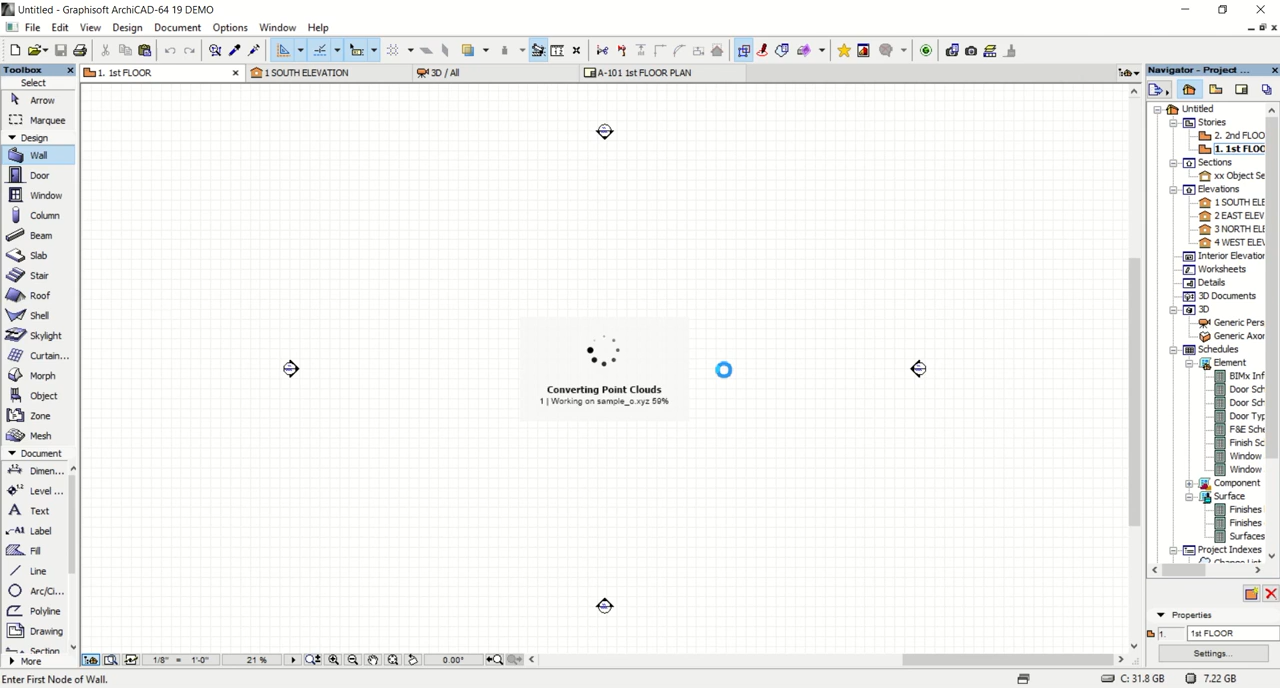 Untitled - Graphisoft ArchiCAD-64 19 DEMO
File Edit View Design Document Options Window Help
Toolbox
1. 1st FLOOR
1 SOUTH ELEVATION
3D / All
A-101 1st FLOOR PLAN
Navigator - Project ...
Select
Arrow
Marquee
Design
Wall
Door
Window
Column
Beam
Slab
Stair
Roof
Shell
Skylight
Curtain...
Morph
Object
Zone
Mesh
Document
Dimen...
Level ...
Text
Label
Fill
Line
Arc/Ci...
Polyline
Drawing
Section
More
Converting Point Clouds
1 | Working on sample_o.xyz 59%
Untitled
Stories
2. 2nd FLOO
1. 1st FLO
Sections
xx Object Se
Elevations
1 SOUTH ELE
2 EAST ELEV
3 NORTH ELE
4 WEST ELEV
Interior Elevation
Worksheets
Details
3D Documents
3D
Generic Pers
Generic Axor
Schedules
Element
BIMx Inf
Door Sch
Door Sch
Door Typ
F&E Sche
Finish Sc
Window
Window
Component
Surface
Finishes
Finishes
Surfaces
Project Indexes
Change List
Properties
1. 1st FLOOR
Settings...
1/8" = 1'-0" 21 % 0.00°
Enter First Node of Wall.
C: 31.8 GB 7.22 GB